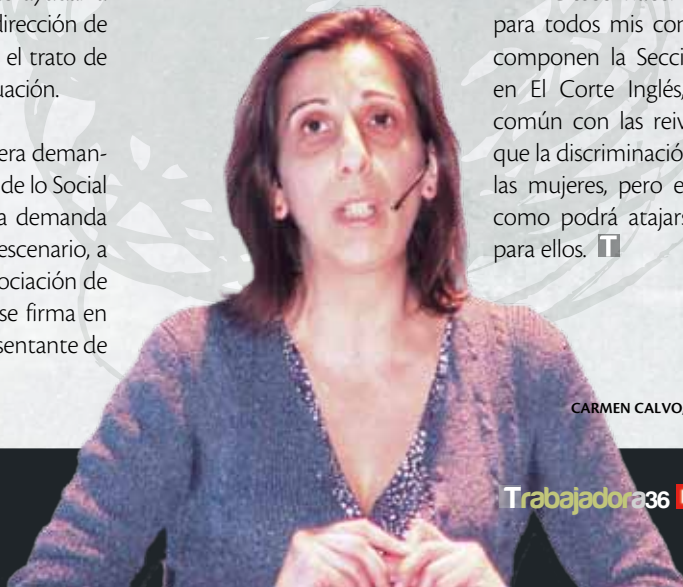 dirección de
el trato de
uación.
era deman-
de lo Social
a demanda
escenario, a
ociación de
se firma en
sentante de
para todos mis con
componen la Secci
en El Corte Inglés,
común con las reiv
que la discriminació
las mujeres, pero e
como podrá atajars
para ellos. T
CARMEN CALVO,
Trabajadora36